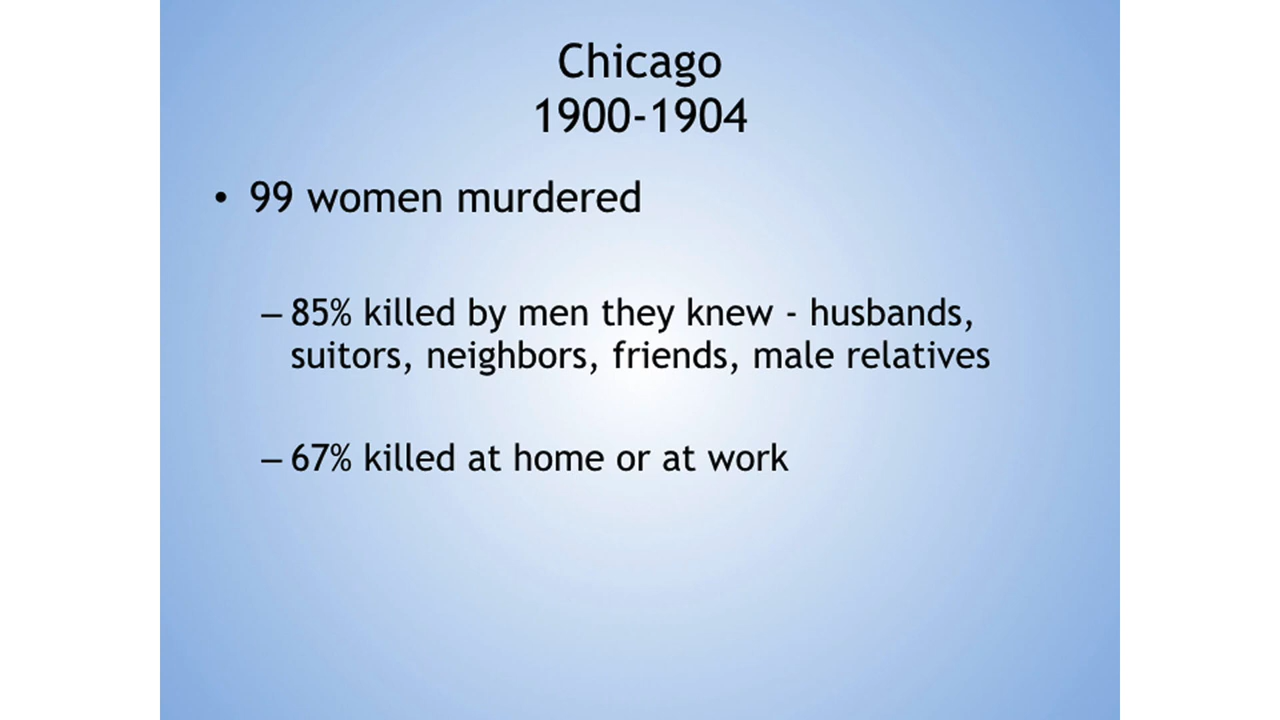 Chicago
1900-1904
• 99 women murdered
– 85% killed by men they knew - husbands,
suitors, neighbors, friends, male relatives
– 67% killed at home or at work